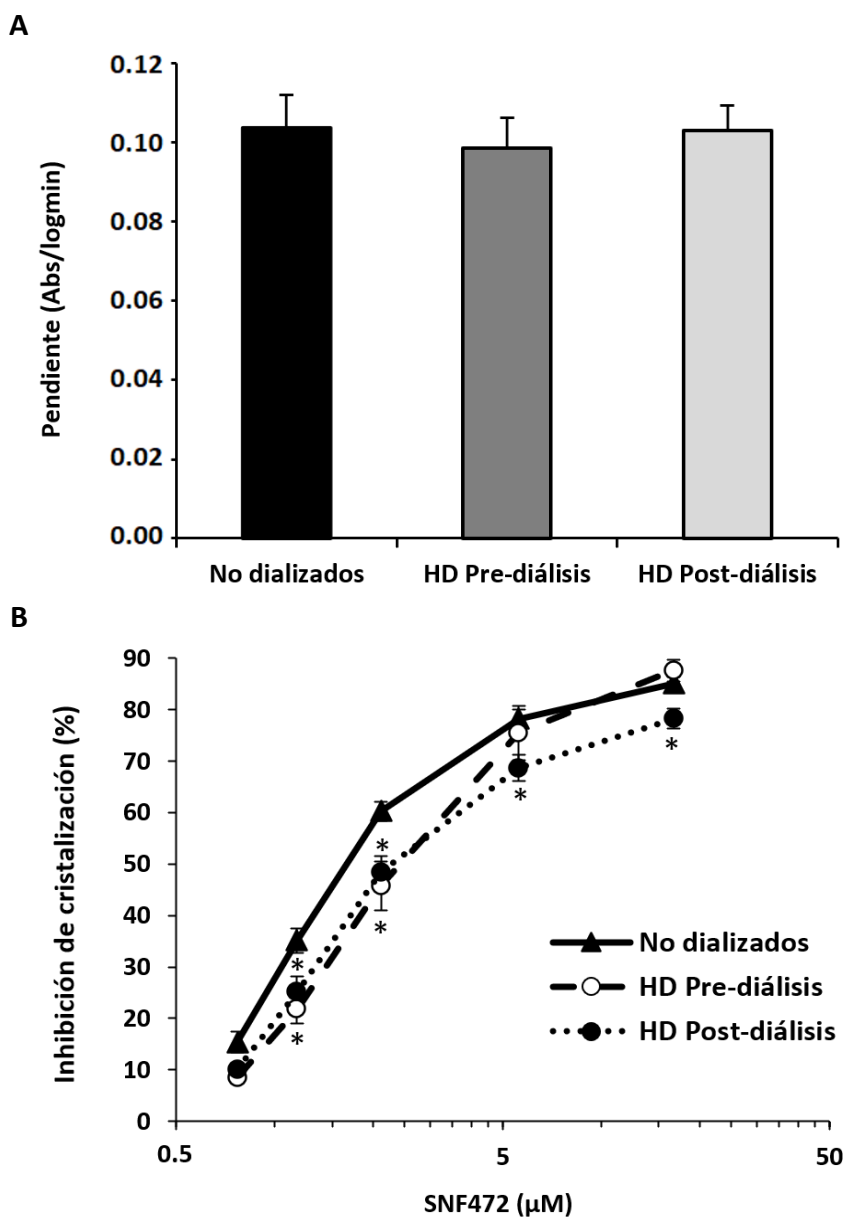 A
0.12
0.10
0.08
0.06
0.04
0.02
0.00
Pendiente (Abs/logmin)
No dializados
HD Pre-diálisis
HD Post-diálisis
B
90
80
70
60
50
40
30
20
10
0
Inhibición de cristalización (%)
*
*
*
*
*
*
No dializados
HD Pre-diálisis
HD Post-diálisis
0.5
5
50
SNF472 (µM)